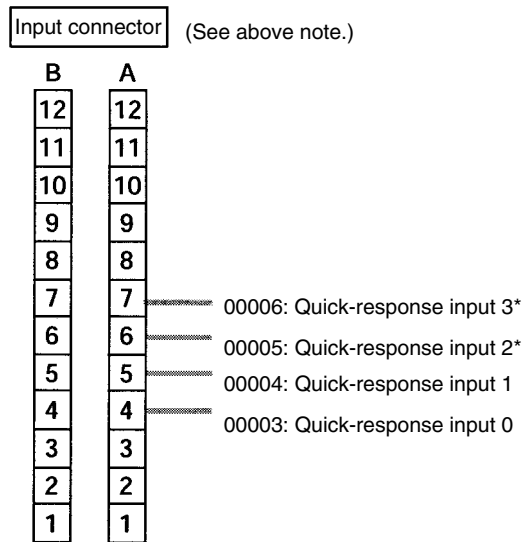 Input connector (See above note.)
B A
12 12
11 11
10 10
9 9
8 8
7 7 00006: Quick-response input 3*
6 6 00005: Quick-response input 2*
5 5 00004: Quick-response input 1
4 4 00003: Quick-response input 0
3 3
2 2
1 1